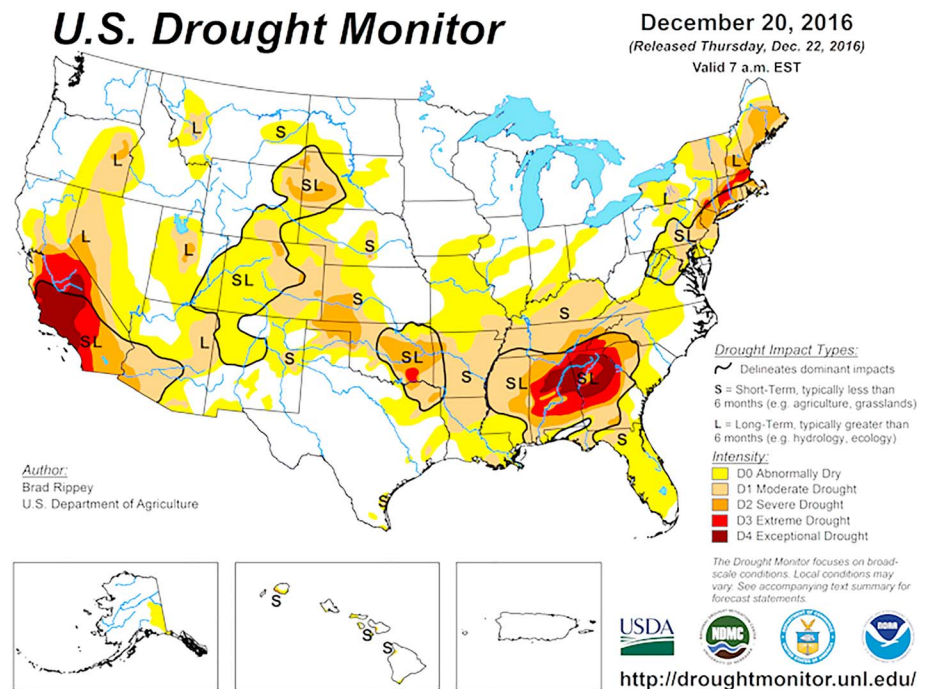 U.S. Drought Monitor
December 20, 2016
(Released Thursday, Dec. 22, 2016)
Valid 7 a.m. EST
L
S
L
SL
L
L
S
L
L
SL
SL
S
S
SL
L
S
SL
S
SL
SL
S
S
Drought Impact Types:
Delineates dominant impacts
S = Short-Term, typically less than
6 months (e.g. agriculture, grasslands)
L = Long-Term, typically greater than
6 months (e.g. hydrology, ecology)
Intensity:
D0 Abnormally Dry
D1 Moderate Drought
D2 Severe Drought
D3 Extreme Drought
D4 Exceptional Drought
Author:
Brad Rippey
U.S. Department of Agriculture
The Drought Monitor focuses on broad-
scale conditions. Local conditions may
vary. See accompanying text summary for
forecast statements.
S
S
S
USDA
NDMC
NOAA
http://droughtmonitor.unl.edu/